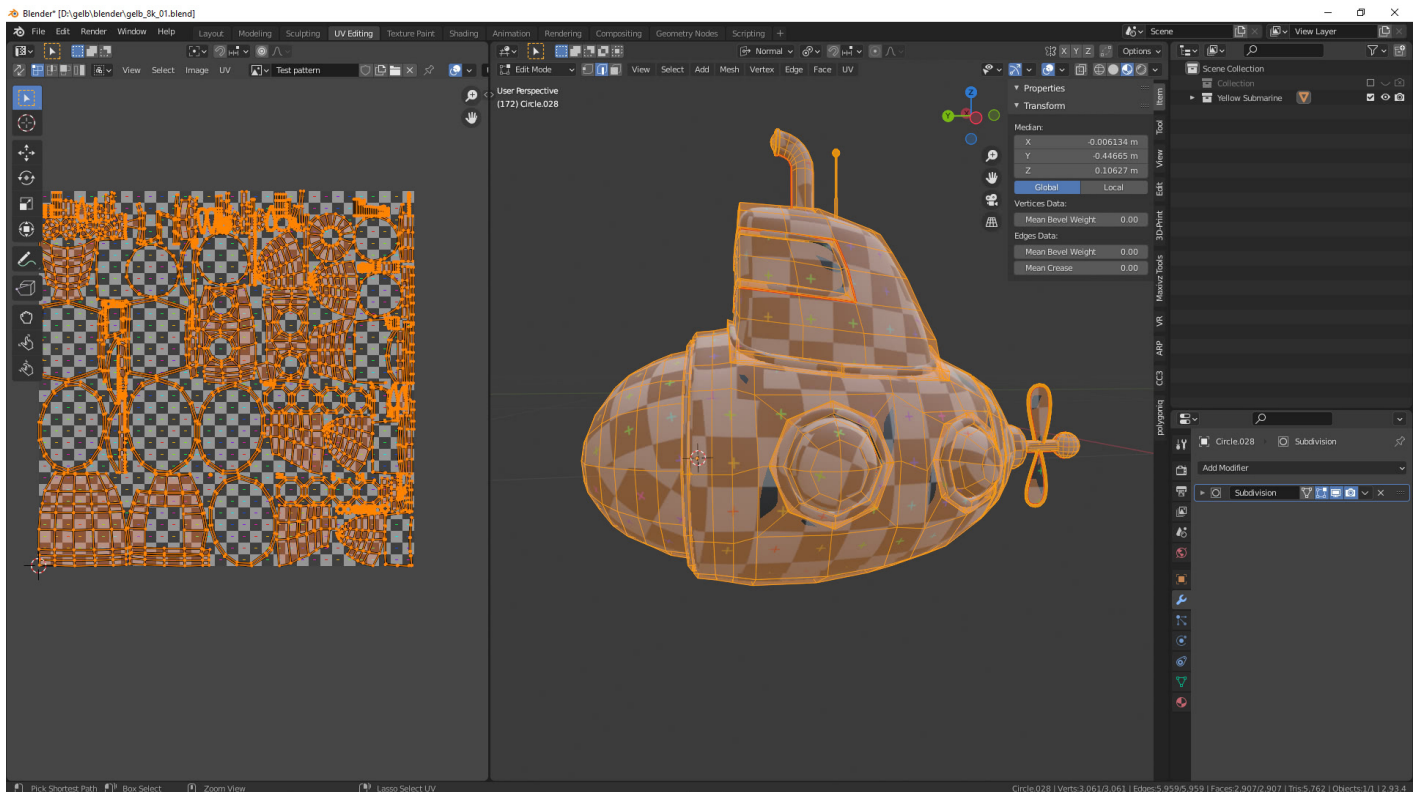 Blender* [D:\gelb\blender\gelb_8k_01.blend]
File Edit Render Window Help Layout Modeling Sculpting UV Editing Texture Paint Shading Animation Rendering Compositing Geometry Nodes Scripting + Scene View Layer
Normal Options
X Y Z
View Select Image UV Test pattern Edit Mode View Select Add Mesh Vertex Edge Face UV
User Perspective
(172) Circle.028
Z
Y
Properties
Transform
Median:
X -0.006134 m
Y -0.44665 m
Z 0.10627 m
Global Local
Vertices Data:
Mean Bevel Weight 0.00
Edges Data:
Mean Bevel Weight 0.00
Mean Crease 0.00
Item
Tool
View
Edit
3D-Print
Maxivz Tools
VR
ARP
CC3
polygoniq
Scene Collection
Collection
Yellow Submarine
Circle.028 Subdivision
Add Modifier
Subdivision
Pick Shortest Path Box Select Zoom View Lasso Select UV Circle.028 | Verts:3.061/3.061 | Edges:5.959/5.959 | Faces:2.907/2.907 | Tris:5.762 | Objects:1/1 | 2.93.4